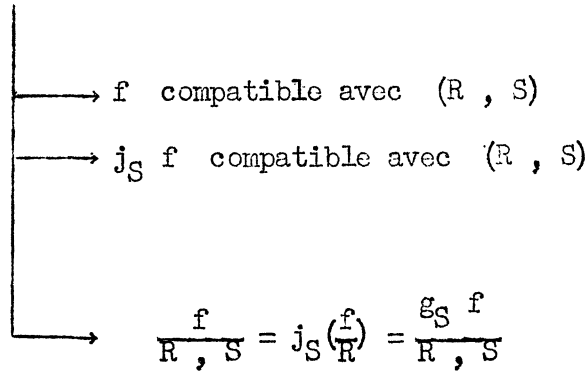 f compatible avec (R , S)
j_S f compatible avec (R , S)
f/(R , S) = j_S(f/R) = g_S f/(R , S)